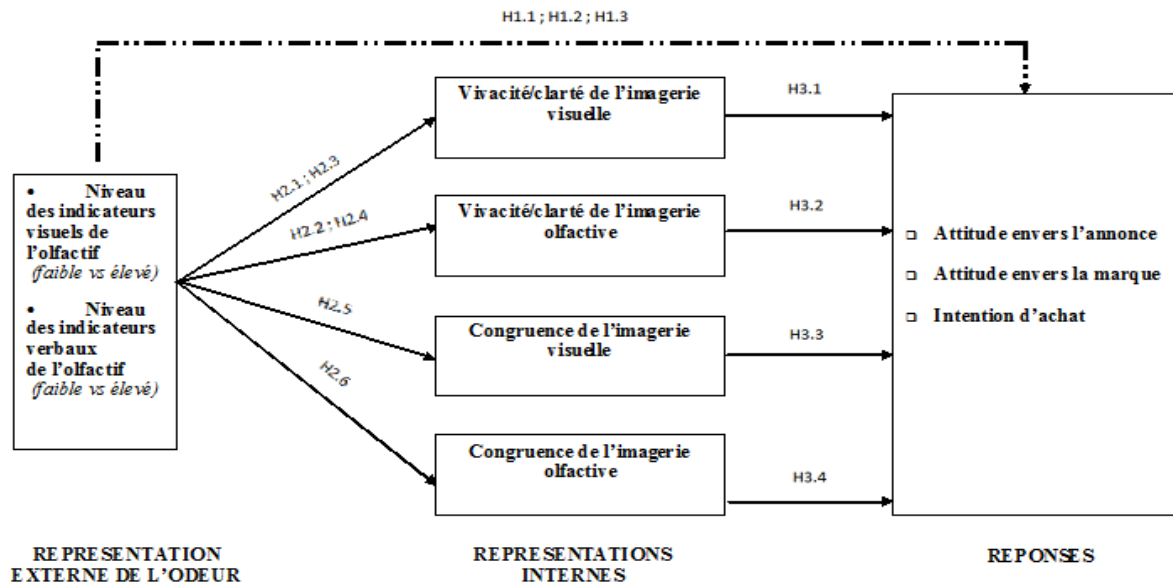 H1.1 ; H1.2 ; H1.3
• Niveau
des indicateurs
visuels de
l’olfactif
(faible vs élevé)
• Niveau
des indicateurs
verbaux
de l’olfactif
(faible vs élevé)
H2.1 ; H2.3
H2.2 ; H2.4
H2.5
H2.6
Vivacité/clarté de l’imagerie
visuelle
Vivacité/clarté de l’imagerie
olfactive
Congruence de l’imagerie
visuelle
Congruence de l’imagerie
olfactive
H3.1
H3.2
H3.3
H3.4
□ Attitude envers l’annonce
□ Attitude envers la marque
□ Intention d’achat
REPRESENTATION
EXTERNE DE L’ODEUR
REPRESENTATIONS
INTERNES
REPONSES